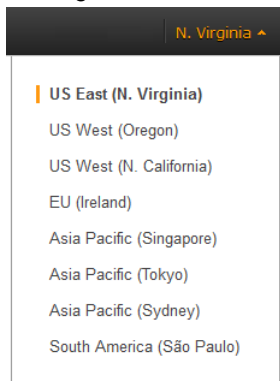 N. Virginia
US East (N. Virginia)
US West (Oregon)
US West (N. California)
EU (Ireland)
Asia Pacific (Singapore)
Asia Pacific (Tokyo)
Asia Pacific (Sydney)
South America (São Paulo)